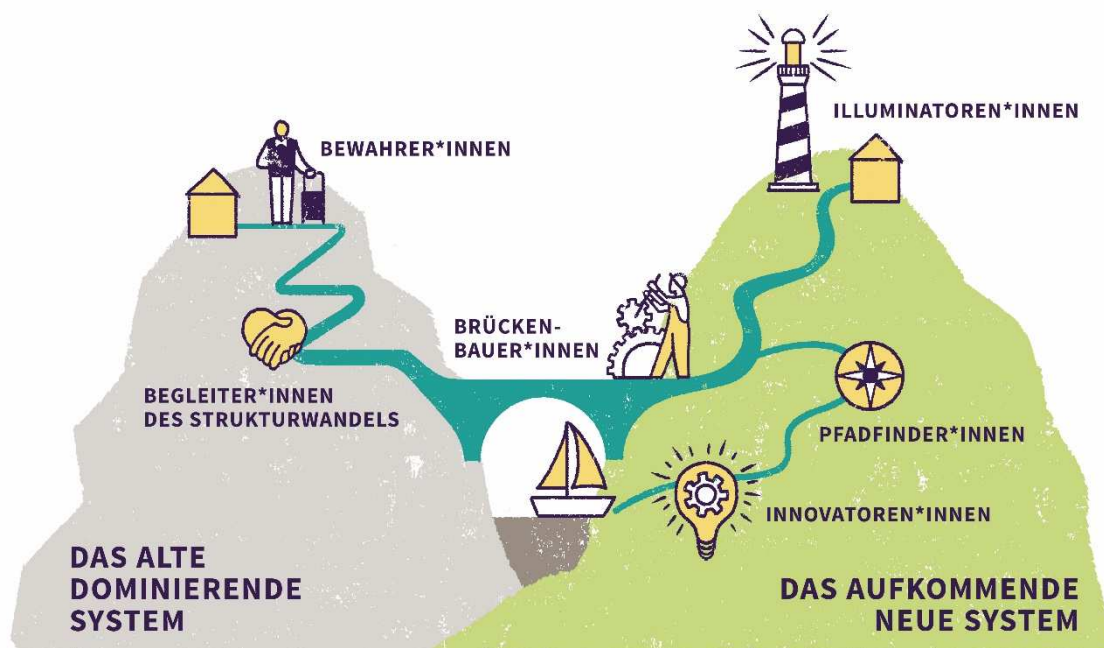 ILLUMINATOREN*INNEN
BEWAHRER*INNEN
BRÜCKEN-
BAUER*INNEN
BEGLEITER*INNEN
DES STRUKTURWANDELS
PFADFINDER*INNEN
INNOVATOREN*INNEN
DAS ALTE
DOMINIERENDE
SYSTEM
DAS AUFKOMMENDE
NEUE SYSTEM